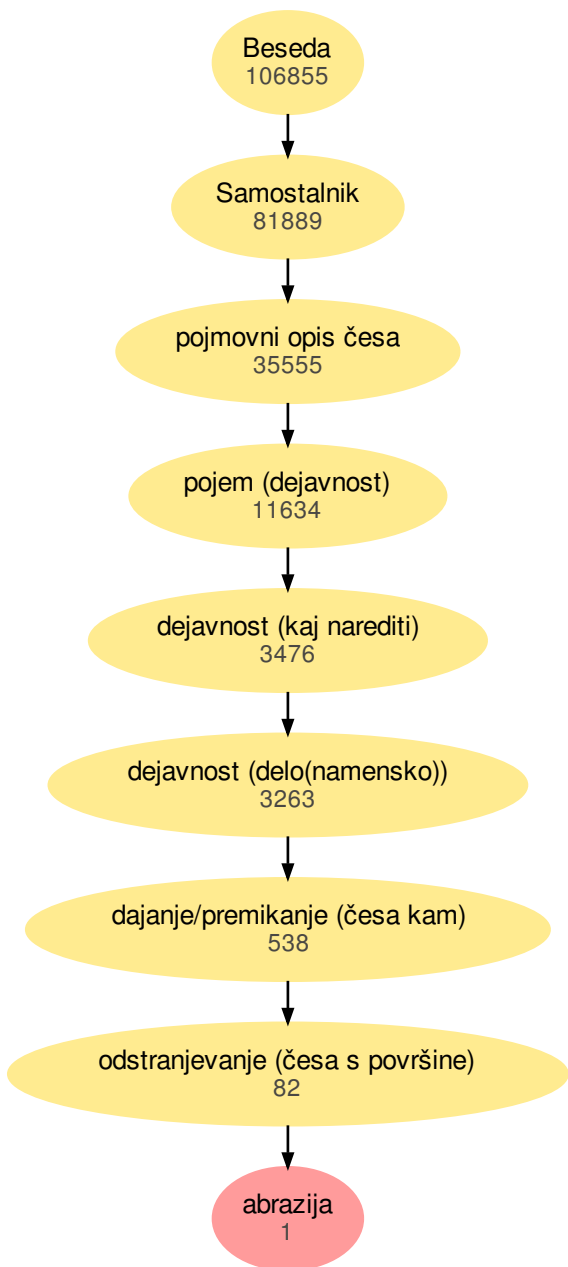 Beseda
106855
Samostalnik
81889
pojmovni opis česa
35555
pojem (dejavnost)
11634
dejavnost (kaj narediti)
3476
dejavnost (delo(namensko))
3263
dajanje/premikanje (česa kam)
538
odstranjevanje (česa s površine)
82
abrazija
1